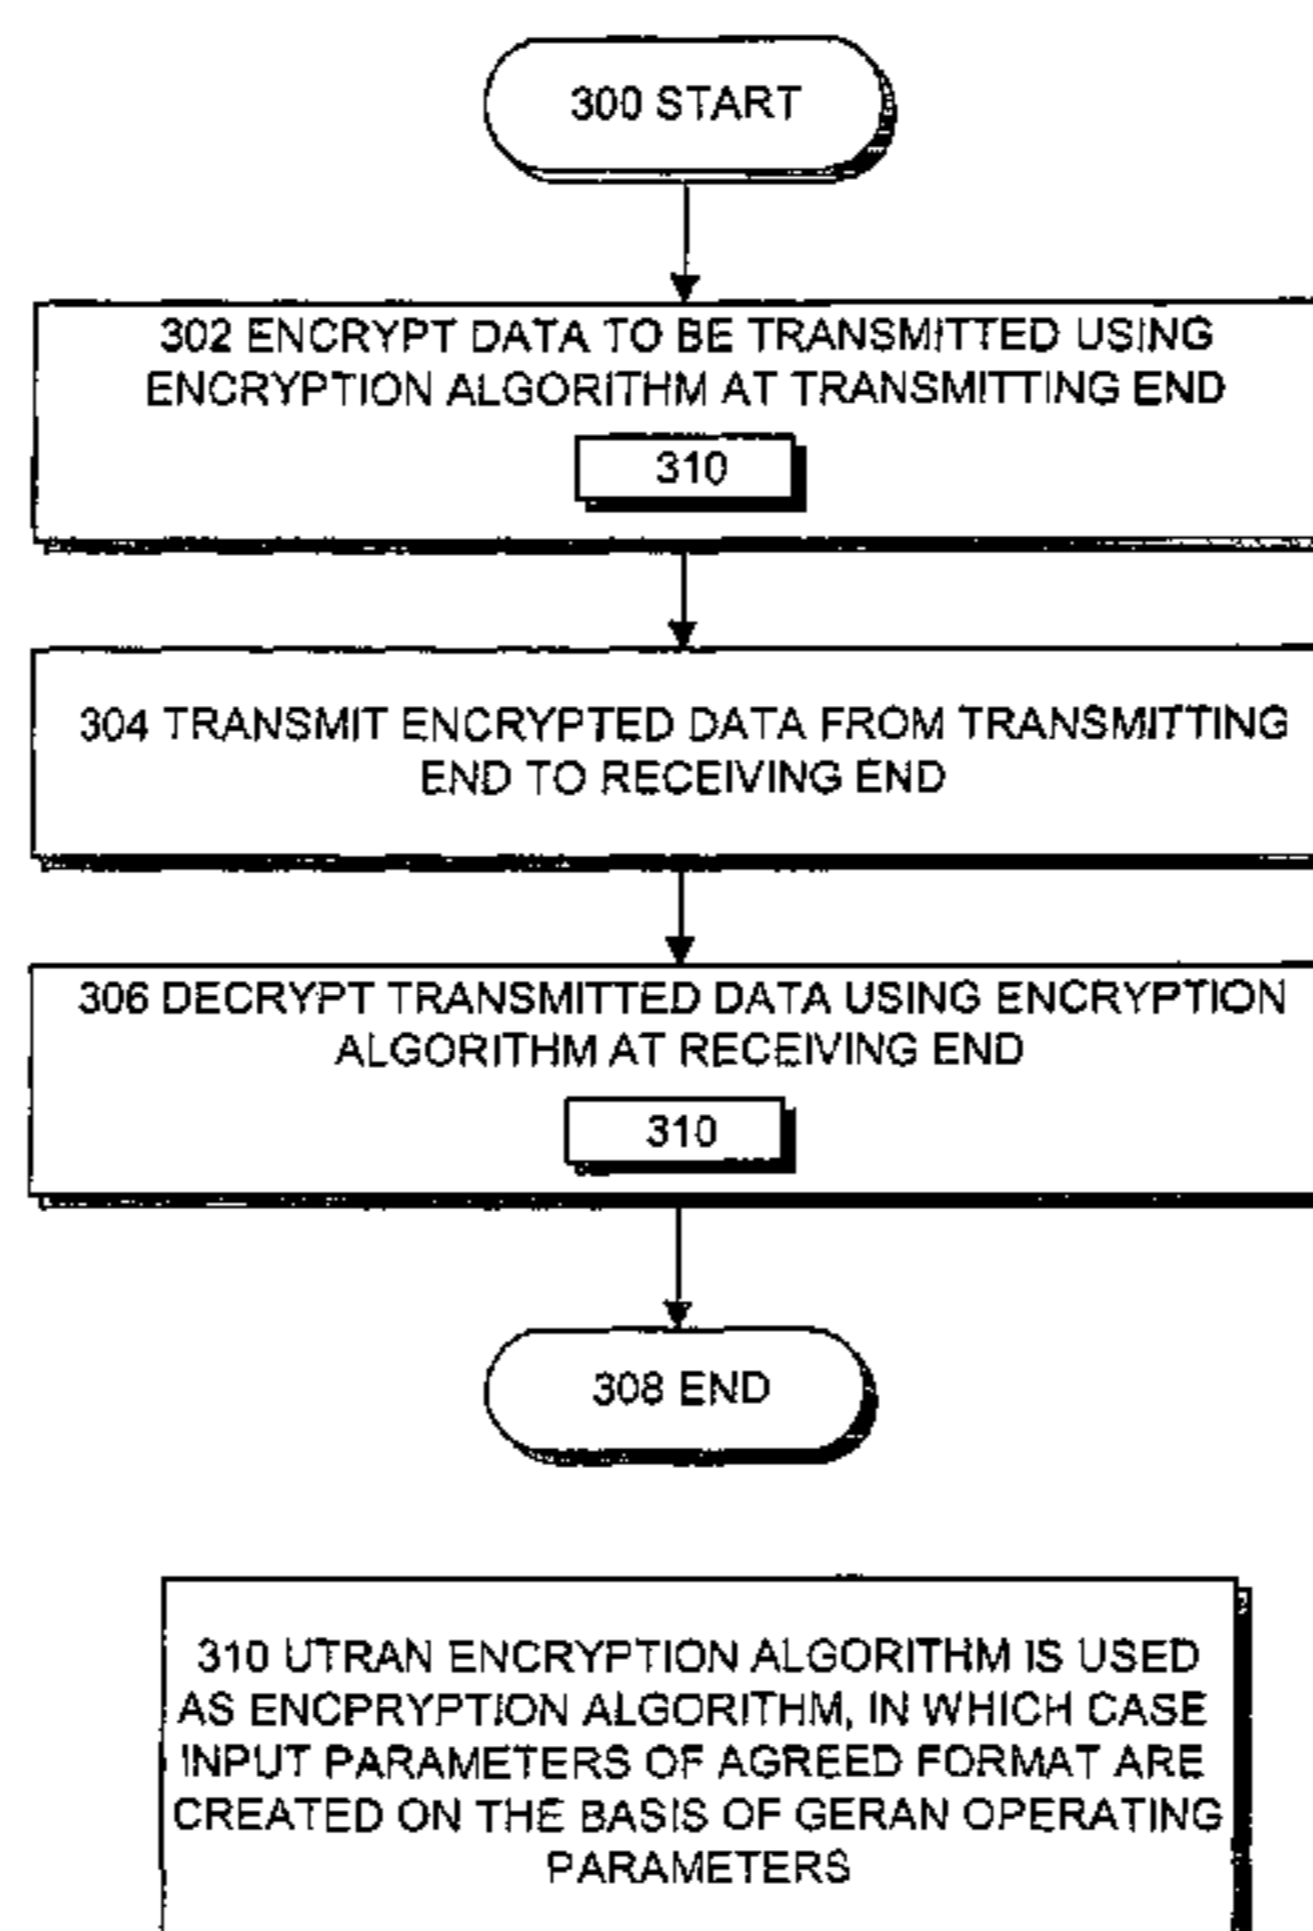 300 START
302 ENCRYPT DATA TO BE TRANSMITTED USING
ENCRYPTION ALGORITHM AT TRANSMITTING END
310
304 TRANSMIT ENCRYPTED DATA FROM TRANSMITTING
END TO RECEIVING END
306 DECRYPT TRANSMITTED DATA USING ENCRYPTION
ALGORITHM AT RECEIVING END
310
308 END
310 UTRAN ENCRYPTION ALGORITHM IS USED
AS ENCPRYPTION ALGORITHM, IN WHICH CASE
INPUT PARAMETERS OF AGREED FORMAT ARE
CREATED ON THE BASIS OF GERAN OPERATING
PARAMETERS